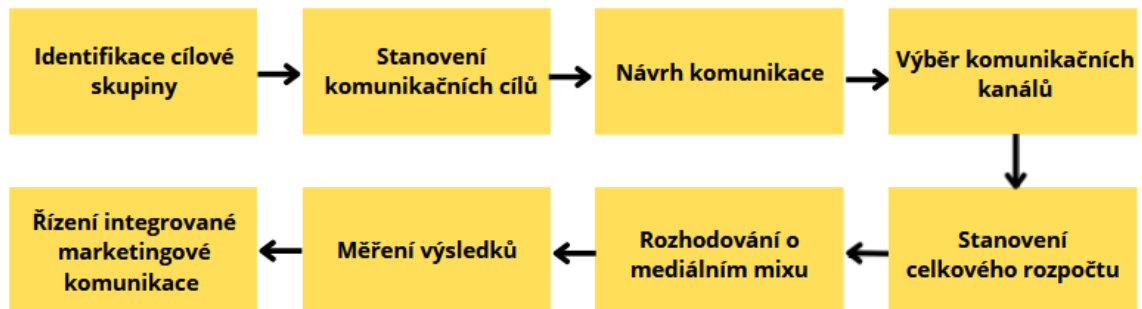 Identifikace cílové
skupiny
Stanovení
komunikačních cílů
Návrh komunikace
Výběr komunikačních
kanálů
Stanovení
celkového rozpočtu
Rozhodování o
mediálním mixu
Měření výsledků
Řízení integrované
marketingové
komunikace